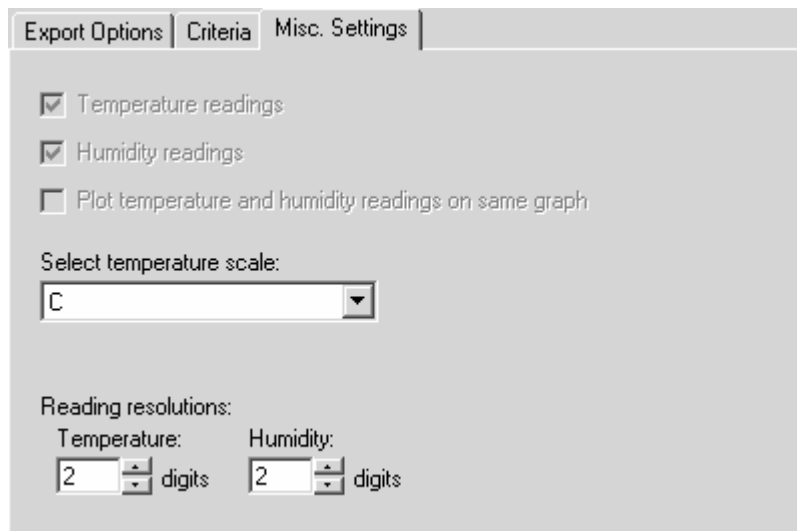 Export Options Criteria Misc. Settings
Temperature readings
Humidity readings
Plot temperature and humidity readings on same graph
Select temperature scale:
C
Reading resolutions:
Temperature: Humidity:
2 digits 2 digits